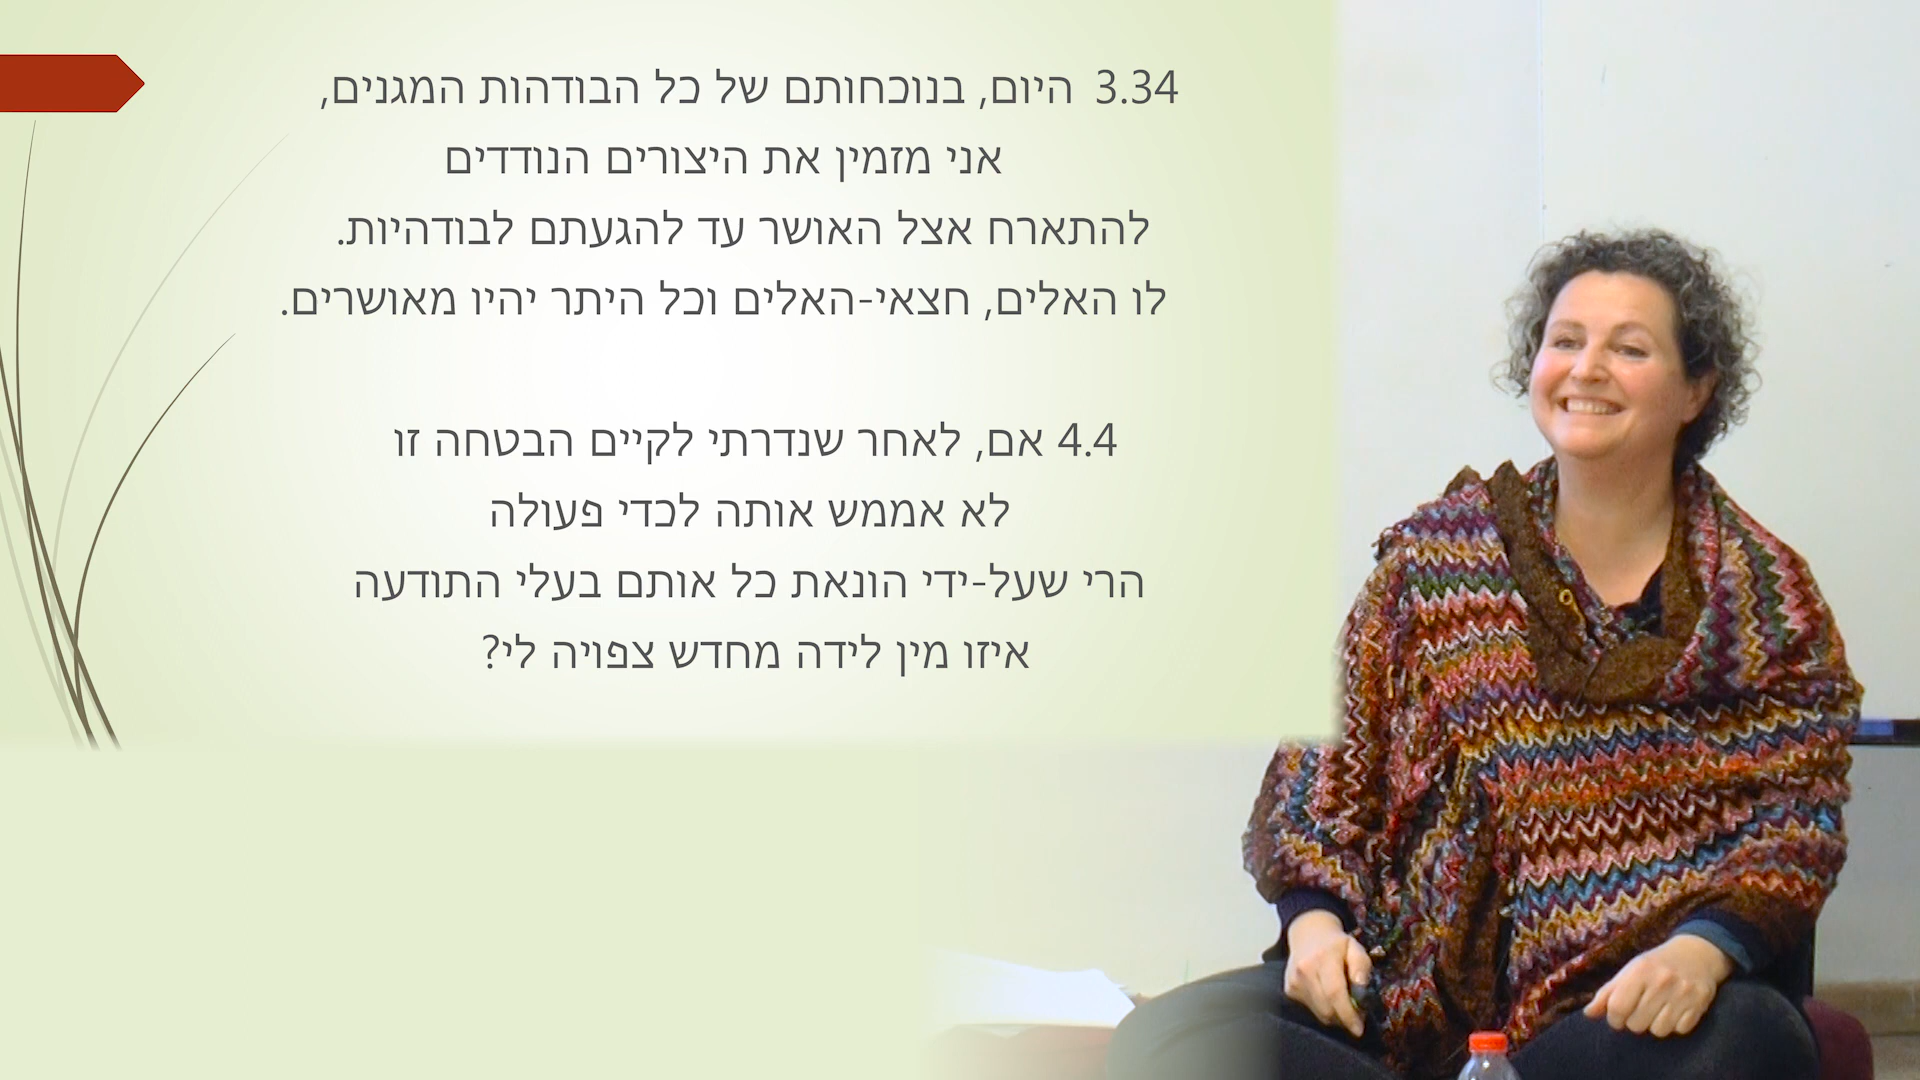 3.34 היום, בנוכחותם של כל הבודהות המגנים,
אני מזמין את היצורים הנודדים
להתארח אצל האושר עד להגעתם לבודהיות.
לו האלים, חצאי-האלים וכל היתר יהיו מאושרים.
4.4 אם, לאחר שנדרתי לקיים הבטחה זו
לא אממש אותה לכדי פעולה
הרי שעל-ידי הונאת כל אותם בעלי התודעה
איזו מין לידה מחדש צפויה לי?